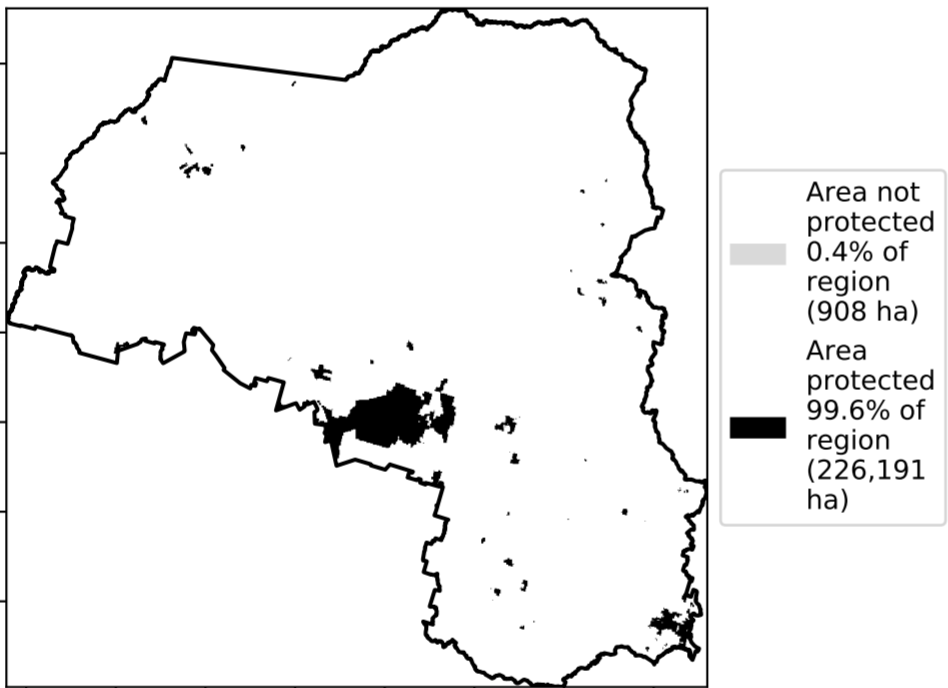 Area not
protected
0.4% of
region
(908 ha)
Area
protected
99.6% of
region
(226,191
ha)